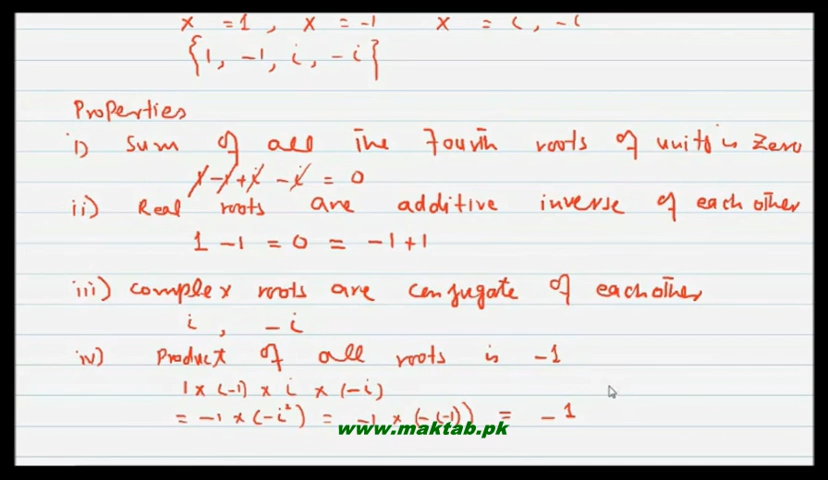 x = 1 , x = -1 x = i , -i
{1, -1, i, -i}
Properties
i) Sum of all the Fourth roots of unity is zero
1 - 1 + i - i = 0
ii) Real roots are additive inverse of each other
1 - 1 = 0 = -1 + 1
iii) complex roots are conjugate of each other
i , -i
iv) Product of all roots is -1
1 x (-1) x i x (-i)
= -1 x (-i²) = -1 x (-(-1)) = -1
www.maktab.pk